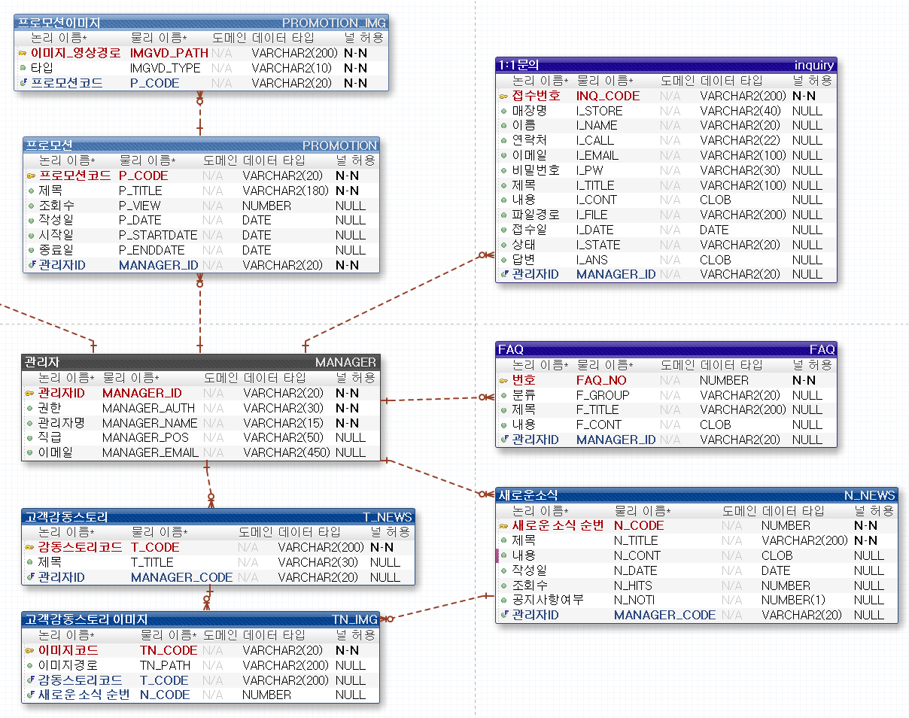 프로모션이미지 PROMOTION_IMG
논리 이름* 물리 이름* 도메인 데이터 타입 널 허용
이미지_영상경로 IMGVD_PATH N/A VARCHAR2(200) N-N
타입 IMGVD_TYPE N/A VARCHAR2(10) N-N
프로모션코드 P_CODE N/A VARCHAR2(20) N-N
프로모션 PROMOTION
논리 이름* 물리 이름* 도메인 데이터 타입 널 허용
프로모션코드 P_CODE N/A VARCHAR2(20) N-N
제목 P_TITLE N/A VARCHAR2(180) N-N
조회수 P_VIEW N/A NUMBER NULL
작성일 P_DATE N/A DATE NULL
시작일 P_STARTDATE N/A DATE NULL
종료일 P_ENDDATE N/A DATE NULL
관리자ID MANAGER_ID N/A VARCHAR2(20) N-N
1:1문의 inquiry
논리 이름* 물리 이름* 도메인 데이터 타입 널 허용
접수번호 INQ_CODE N/A VARCHAR2(200) N-N
매장명 I_STORE N/A VARCHAR2(40) NULL
이름 I_NAME N/A VARCHAR2(20) NULL
연락처 I_CALL N/A VARCHAR2(22) NULL
이메일 I_EMAIL N/A VARCHAR2(100) NULL
비밀번호 I_PW N/A VARCHAR2(30) NULL
제목 I_TITLE N/A VARCHAR2(100) NULL
내용 I_CONT N/A CLOB NULL
파일경로 I_FILE N/A VARCHAR2(200) NULL
접수일 I_DATE N/A DATE NULL
상태 I_STATE N/A VARCHAR2(20) NULL
답변 I_ANS N/A CLOB NULL
관리자ID MANAGER_ID N/A VARCHAR2(20) NULL
관리자 MANAGER
논리 이름* 물리 이름* 도메인 데이터 타입 널 허용
관리자ID MANAGER_ID N/A VARCHAR2(20) N-N
권한 MANAGER_AUTH N/A VARCHAR2(30) N-N
관리자명 MANAGER_NAME N/A VARCHAR2(15) N-N
직급 MANAGER_POS N/A VARCHAR2(50) NULL
이메일 MANAGER_EMAIL N/A VARCHAR2(450) NULL
FAQ FAQ
논리 이름* 물리 이름* 도메인 데이터 타입 널 허용
번호 FAQ_NO N/A NUMBER N-N
분류 F_GROUP N/A VARCHAR2(20) NULL
제목 F_TITLE N/A VARCHAR2(200) NULL
내용 F_CONT N/A CLOB NULL
관리자ID MANAGER_ID N/A VARCHAR2(20) NULL
고객감동스토리 T_NEWS
논리 이름* 물리 이름* 도메인 데이터 타입 널 허용
감동스토리코드 T_CODE N/A VARCHAR2(200) N-N
제목 T_TITLE N/A VARCHAR2(30) NULL
관리자ID MANAGER_CODE N/A VARCHAR2(20) NULL
새로운소식 N_NEWS
논리 이름* 물리 이름* 도메인 데이터 타입 널 허용
새로운 소식 순번 N_CODE N/A NUMBER N-N
제목 N_TITLE N/A VARCHAR2(200) N-N
내용 N_CONT N/A CLOB NULL
작성일 N_DATE N/A DATE NULL
조회수 N_HITS N/A NUMBER NULL
공지사항여부 N_NOTI N/A NUMBER(1) NULL
관리자ID MANAGER_CODE N/A VARCHAR2(20) NULL
고객감동스토리 이미지 TN_IMG
논리 이름* 물리 이름* 도메인 데이터 타입 널 허용
이미지코드 TN_CODE N/A VARCHAR2(20) N-N
이미지경로 TN_PATH N/A VARCHAR2(200) NULL
감동스토리코드 T_CODE N/A VARCHAR2(200) NULL
새로운 소식 순번 N_CODE N/A NUMBER NULL